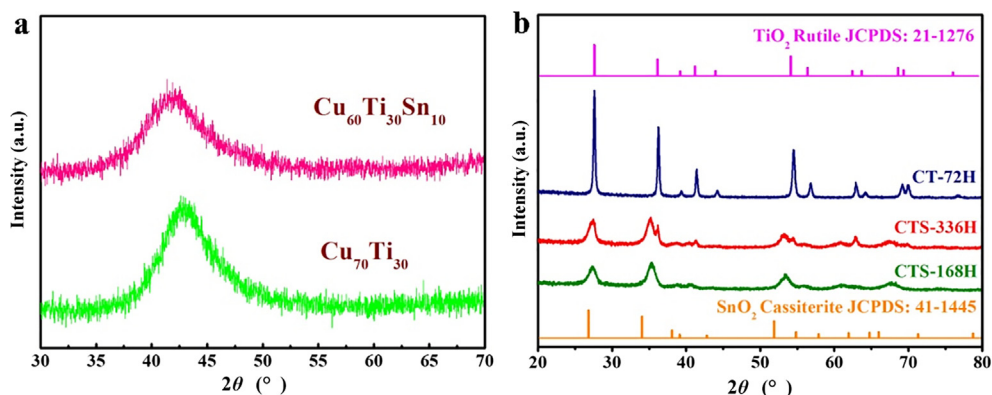 a
Intensity (a.u.)
Cu60Ti30Sn10
Cu70Ti30
30 35 40 45 50 55 60 65 70
2θ (°)
b
Intensity (a.u.)
TiO2 Rutile JCPDS: 21-1276
CT-72H
CTS-336H
CTS-168H
SnO2 Cassiterite JCPDS: 41-1445
20 30 40 50 60 70 80
2θ (°)